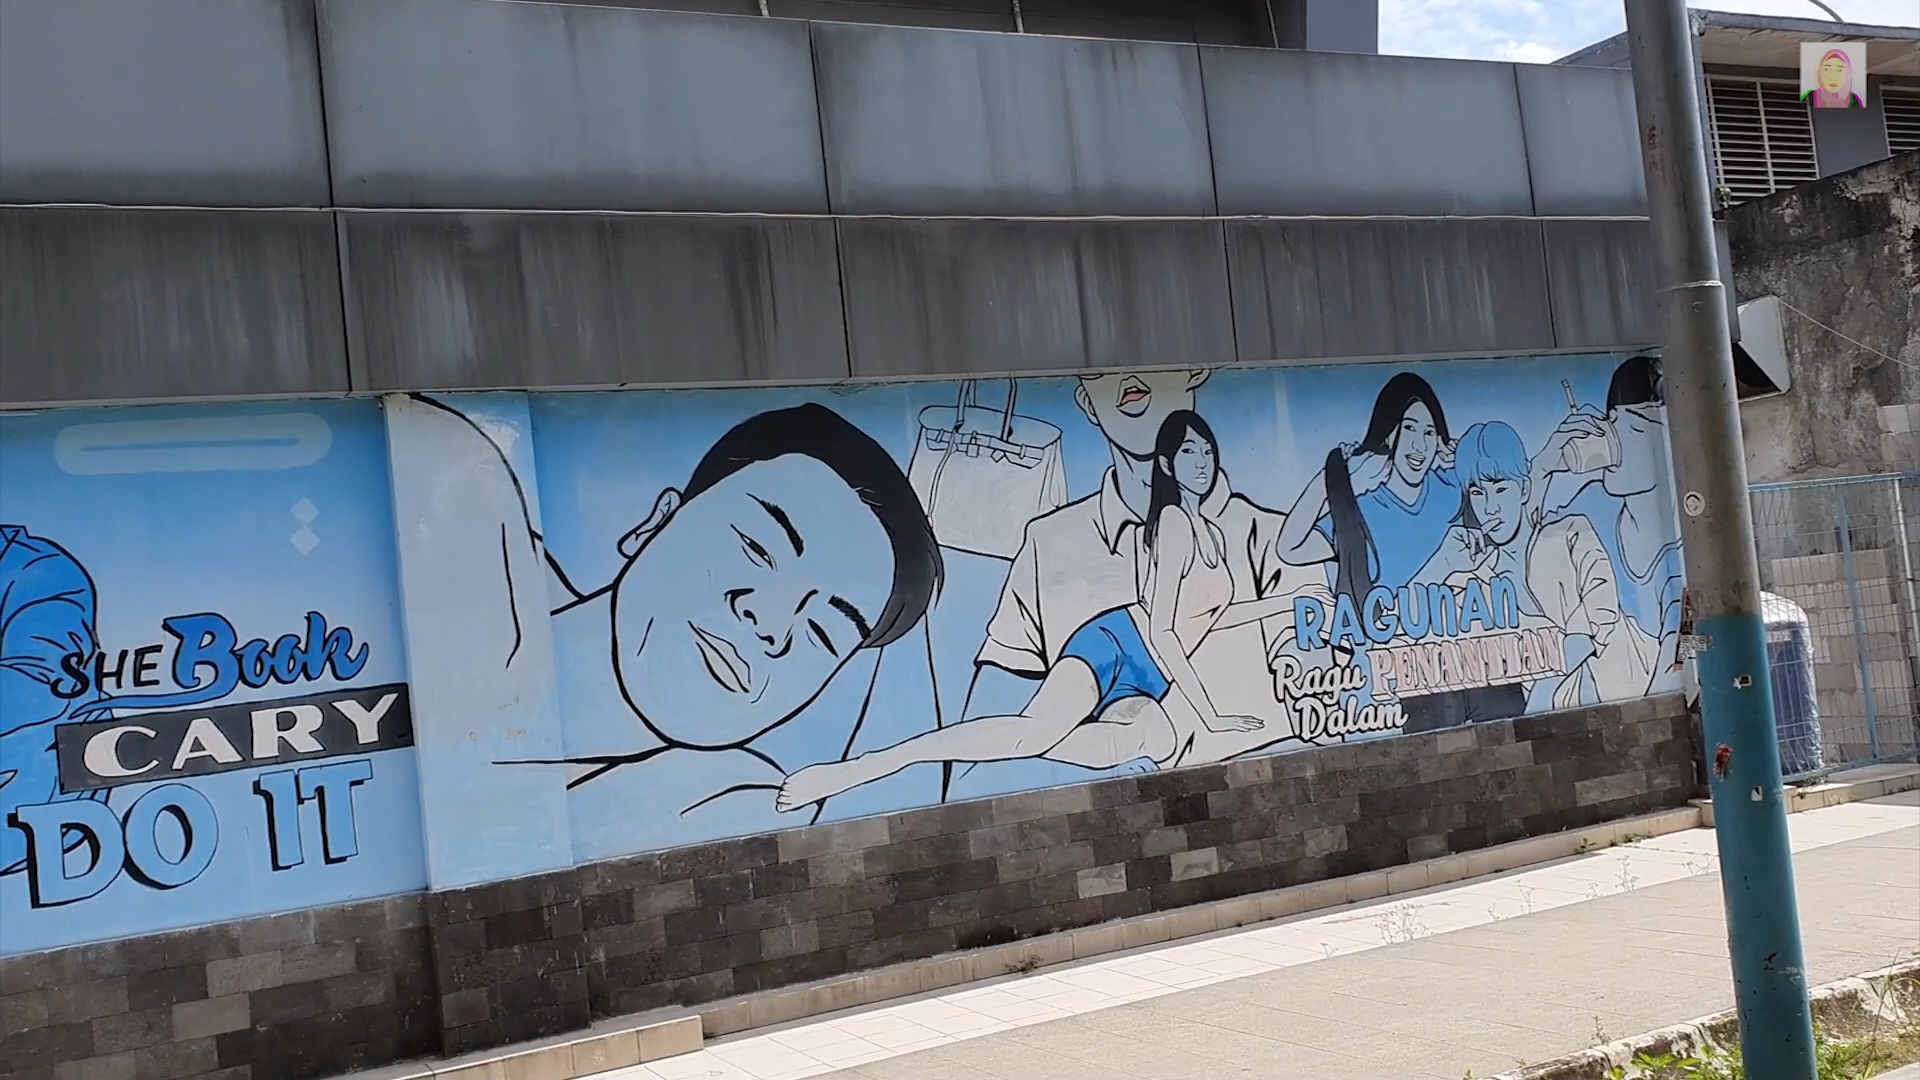 SHE Book
CARY
DO IT
RAGUNAN
Ragu PENANTIAN
Dalam